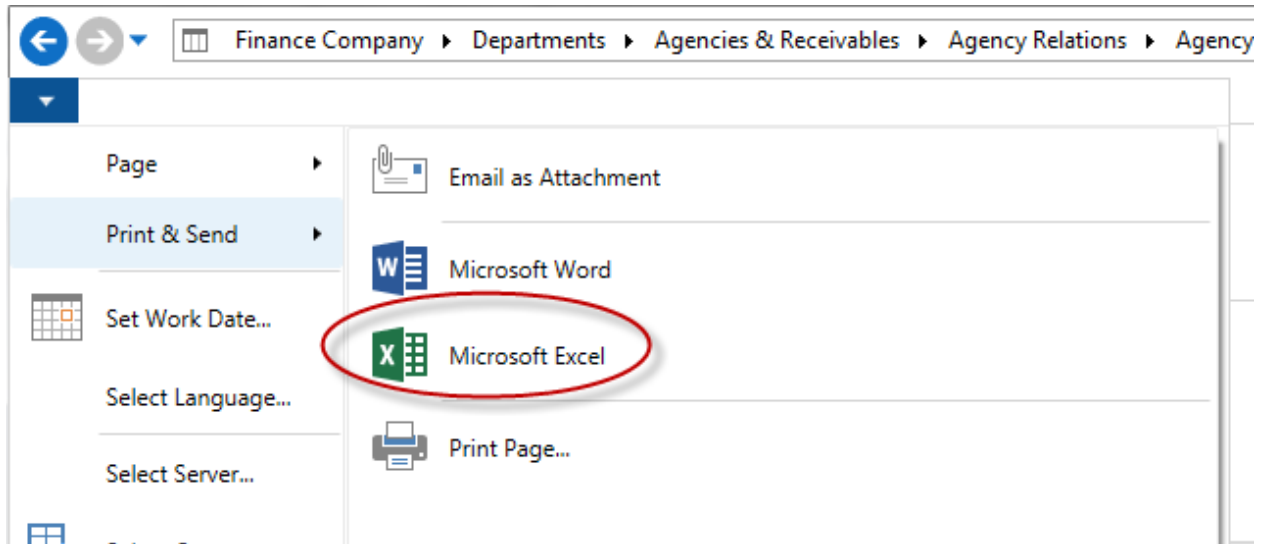 Finance Company ▸ Departments ▸ Agencies & Receivables ▸ Agency Relations ▸ Agency
Page
Email as Attachment
Print & Send
Microsoft Word
Set Work Date...
Microsoft Excel
Select Language...
Print Page...
Select Server...